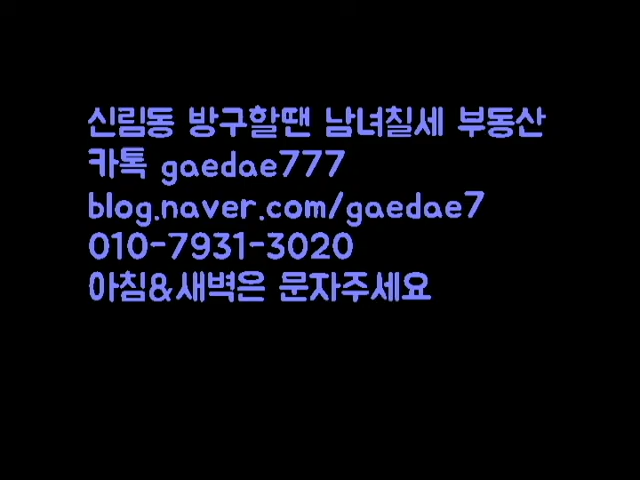 신림동 방구할땐 남녀칠세 부동산
카톡 gaedae777
blog.naver.com/gaedae7
010-7931-3020
아침&새벽은 문자주세요